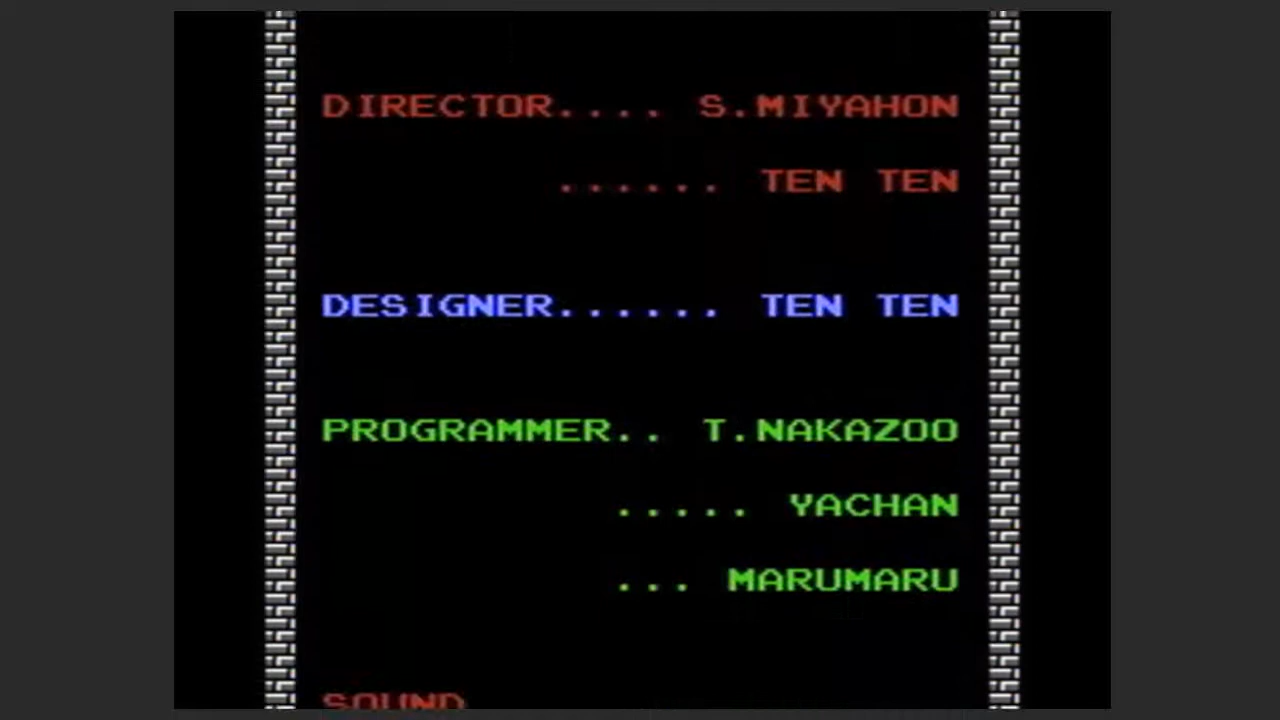 DIRECTOR.... S.MIYAHON
...... TEN TEN
DESIGNER...... TEN TEN
PROGRAMMER.. T.NAKAZOO
..... YACHAN
... MARUMARU
SOUND